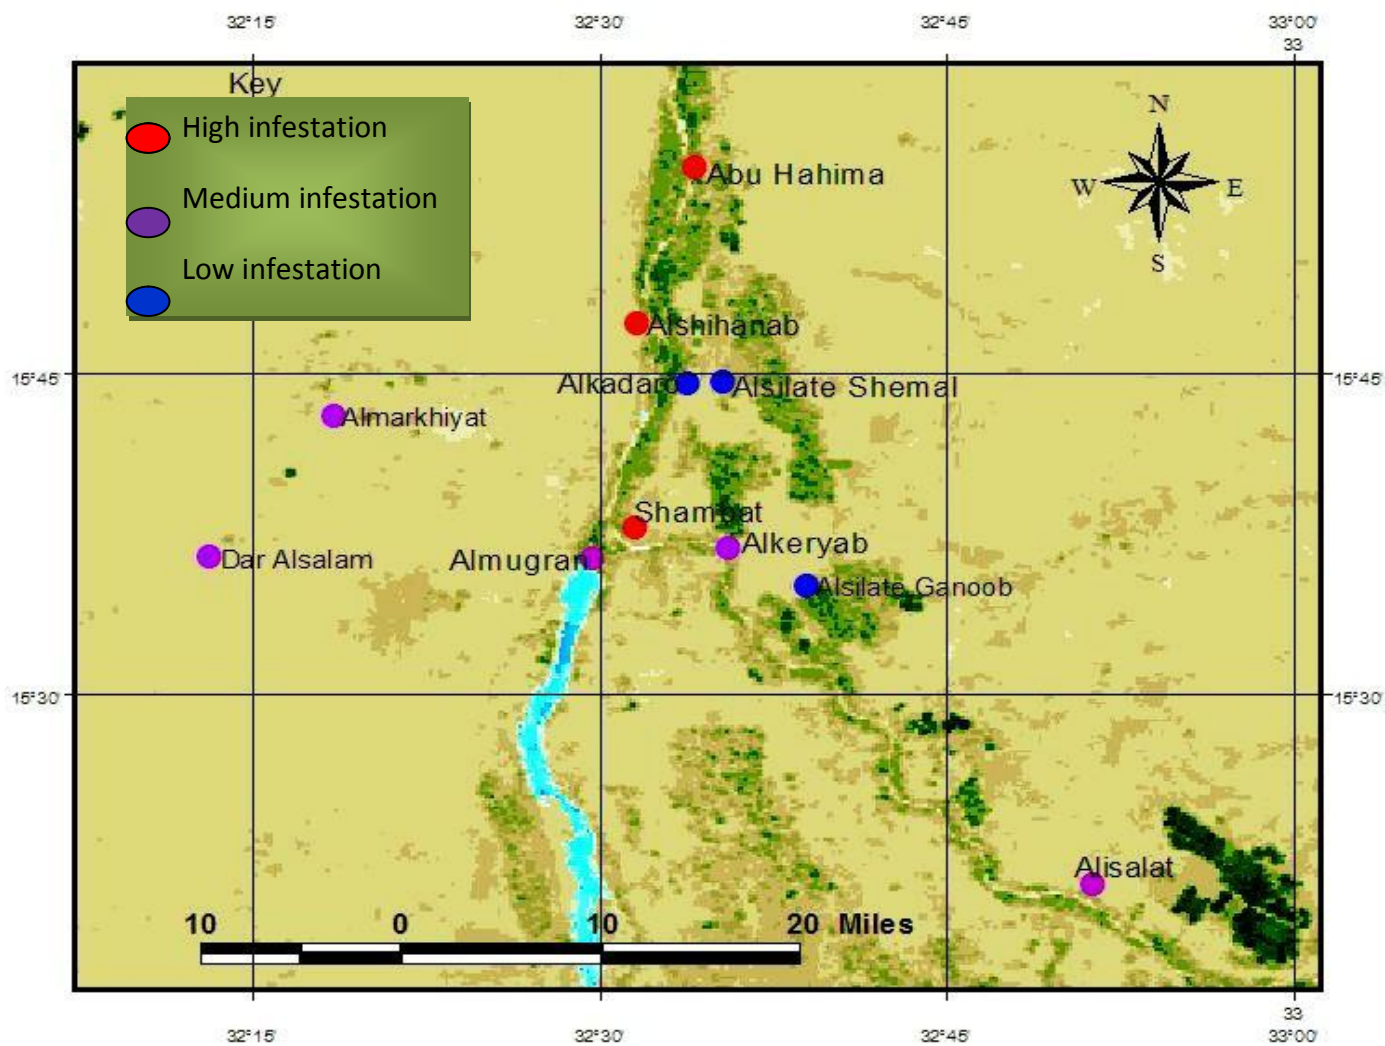 32°15' 32°30' 32°45' 33°00'
33
Key
High infestation
Medium infestation
Low infestation
N
W E
S
Abu Hahima
Alshihanab
15°45' 15°45'
Alkadaro
Alsilate Shemal
Almarkhiyat
Shambat
Alkeryab
Dar Alsalam
Almugran
Alsilate Ganoob
15°30' 15°30'
Alisalat
10 0 10 20 Miles
33
32°15' 32°30' 32°45' 33°00'